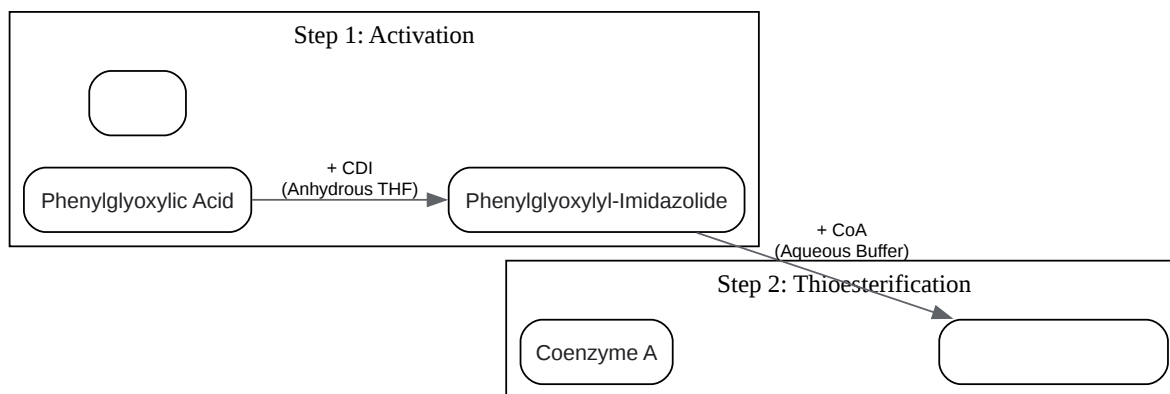 Step 1: Activation
Phenylglyoxylic Acid
+ CDI
(Anhydrous THF)
Phenylglyoxylyl-Imidazolide
+ CoA
(Aqueous Buffer)
Step 2: Thioesterification
Coenzyme A